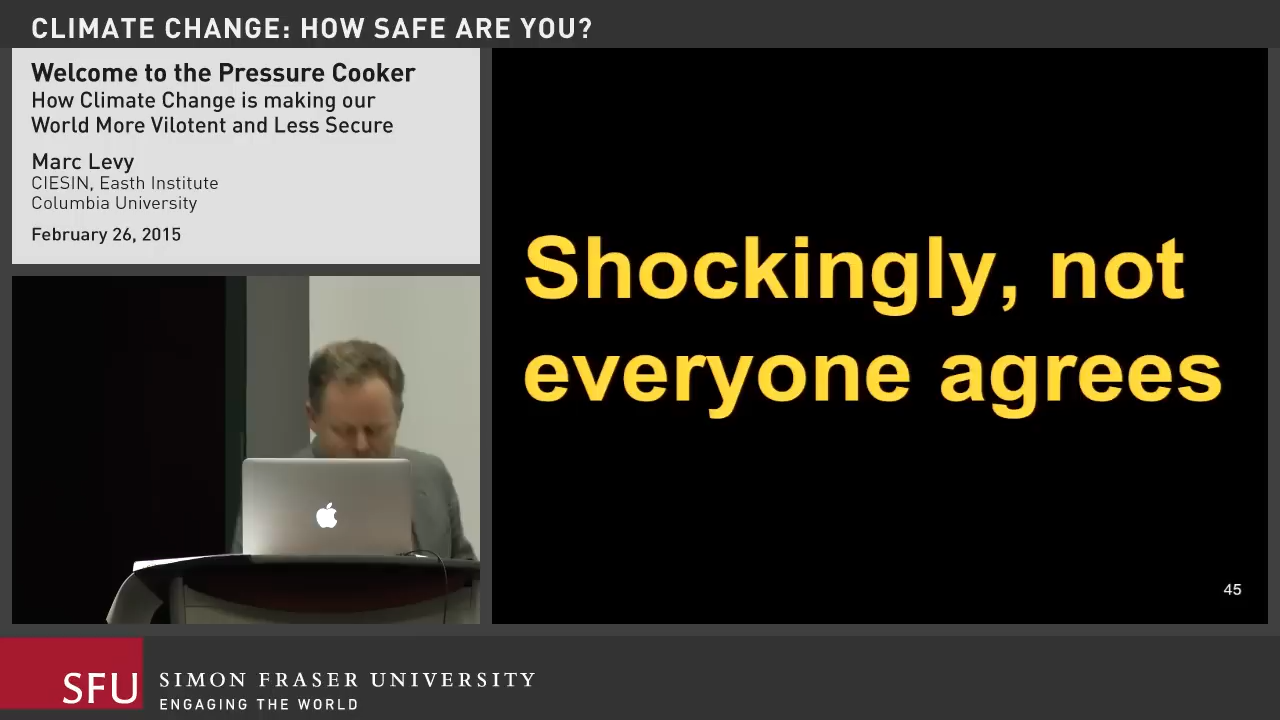 CLIMATE CHANGE: HOW SAFE ARE YOU?
Welcome to the Pressure Cooker
How Climate Change is making our
World More Vilotent and Less Secure
Marc Levy
CIESIN, Easth Institute
Columbia University
February 26, 2015
Shockingly, not
everyone agrees
45
SFU
SIMON FRASER UNIVERSITY
ENGAGING THE WORLD